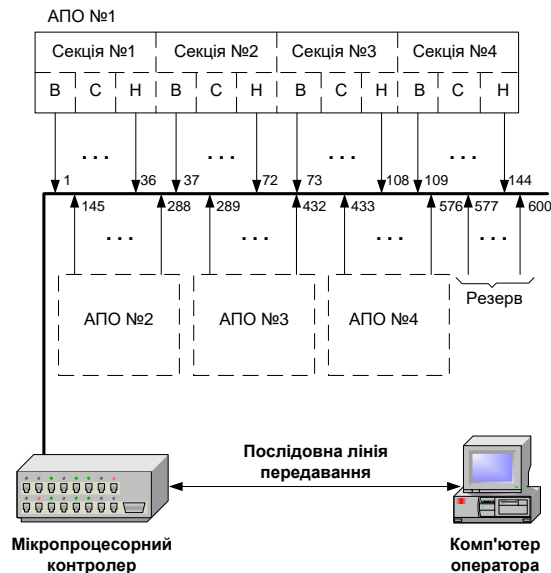 АПО №1
Секція №1 Секція №2 Секція №3 Секція №4
В С Н В С Н В С Н В С Н
. . . . . . . . . . . .
1 36 37 72 73 108 109 144
145 288 289 432 433 576 577 600
. . . . . . . . . . . .
АПО №2 АПО №3 АПО №4 Резерв
Послідовна лінія
передавання
Мікропроцесорний
контролер
Комп'ютер
оператора